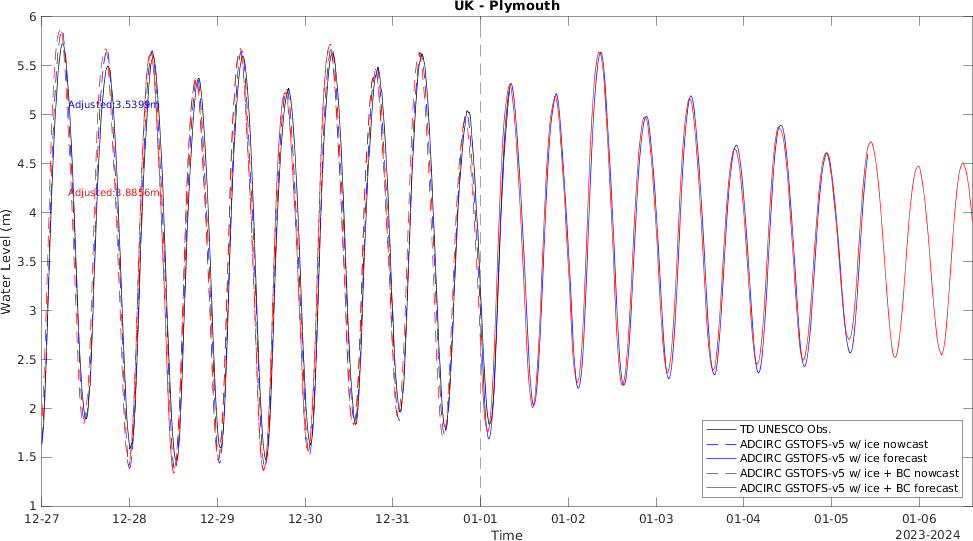 UK - Plymouth
Water Level (m)
6
5.5
5
4.5
4
3.5
3
2.5
2
1.5
1
Adjusted:3.5399m
Adjusted:3.8856m
TD UNESCO Obs.
ADCIRC GSTOFS-v5 w/ ice nowcast
ADCIRC GSTOFS-v5 w/ ice forecast
ADCIRC GSTOFS-v5 w/ ice + BC nowcast
ADCIRC GSTOFS-v5 w/ ice + BC forecast
12-27 12-28 12-29 12-30 12-31 01-01 01-02 01-03 01-04 01-05 01-06
Time
2023-2024